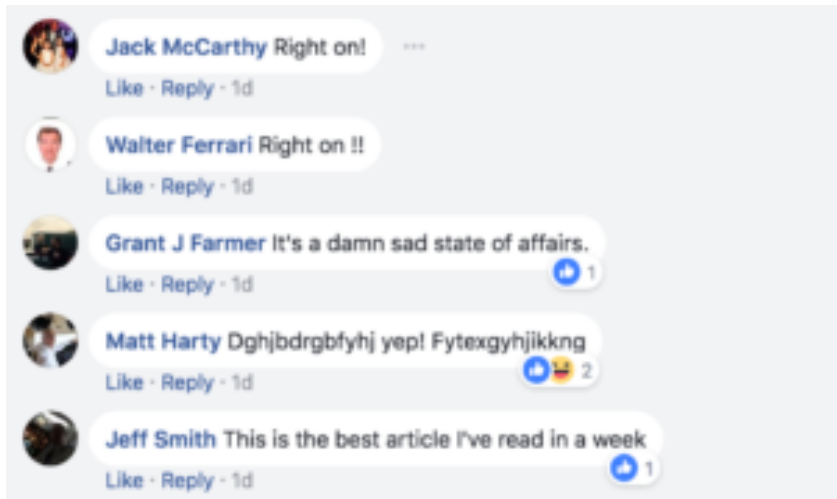 Jack McCarthy Right on!
Like · Reply · 1d
Walter Ferrari Right on !!
Like · Reply · 1d
Grant J Farmer It's a damn sad state of affairs.
1
Like · Reply · 1d
Matt Harty Dghjbdrgbfyhj yep! Fytexgyhjikkng
2
Like · Reply · 1d
Jeff Smith This is the best article I've read in a week
1
Like · Reply · 1d